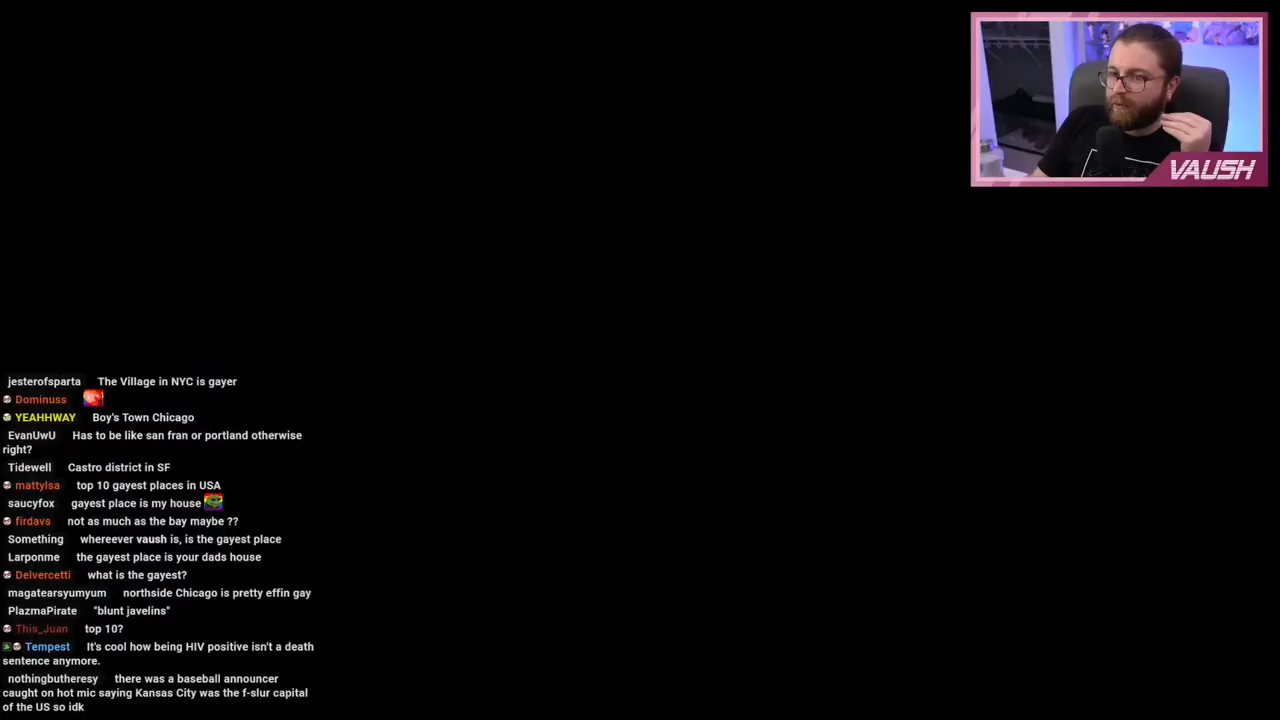 VAUSH
jesterofsparta The Village in NYC is gayer
Dominuss
YEAHHWAY Boy's Town Chicago
EvanUwU Has to be like san fran or portland otherwise
right?
Tidewell Castro district in SF
mattylsa top 10 gayest places in USA
saucyfox gayest place is my house
firdavs not as much as the bay maybe ??
Something whereever vaush is, is the gayest place
Larponme the gayest place is your dads house
Delvercetti what is the gayest?
magatearsyumyum northside Chicago is pretty effin gay
PlazmaPirate "blunt javelins"
This_Juan top 10?
Tempest It's cool how being HIV positive isn't a death
sentence anymore.
nothingbutheresy there was a baseball announcer
caught on hot mic saying Kansas City was the f-slur capital
of the US so idk